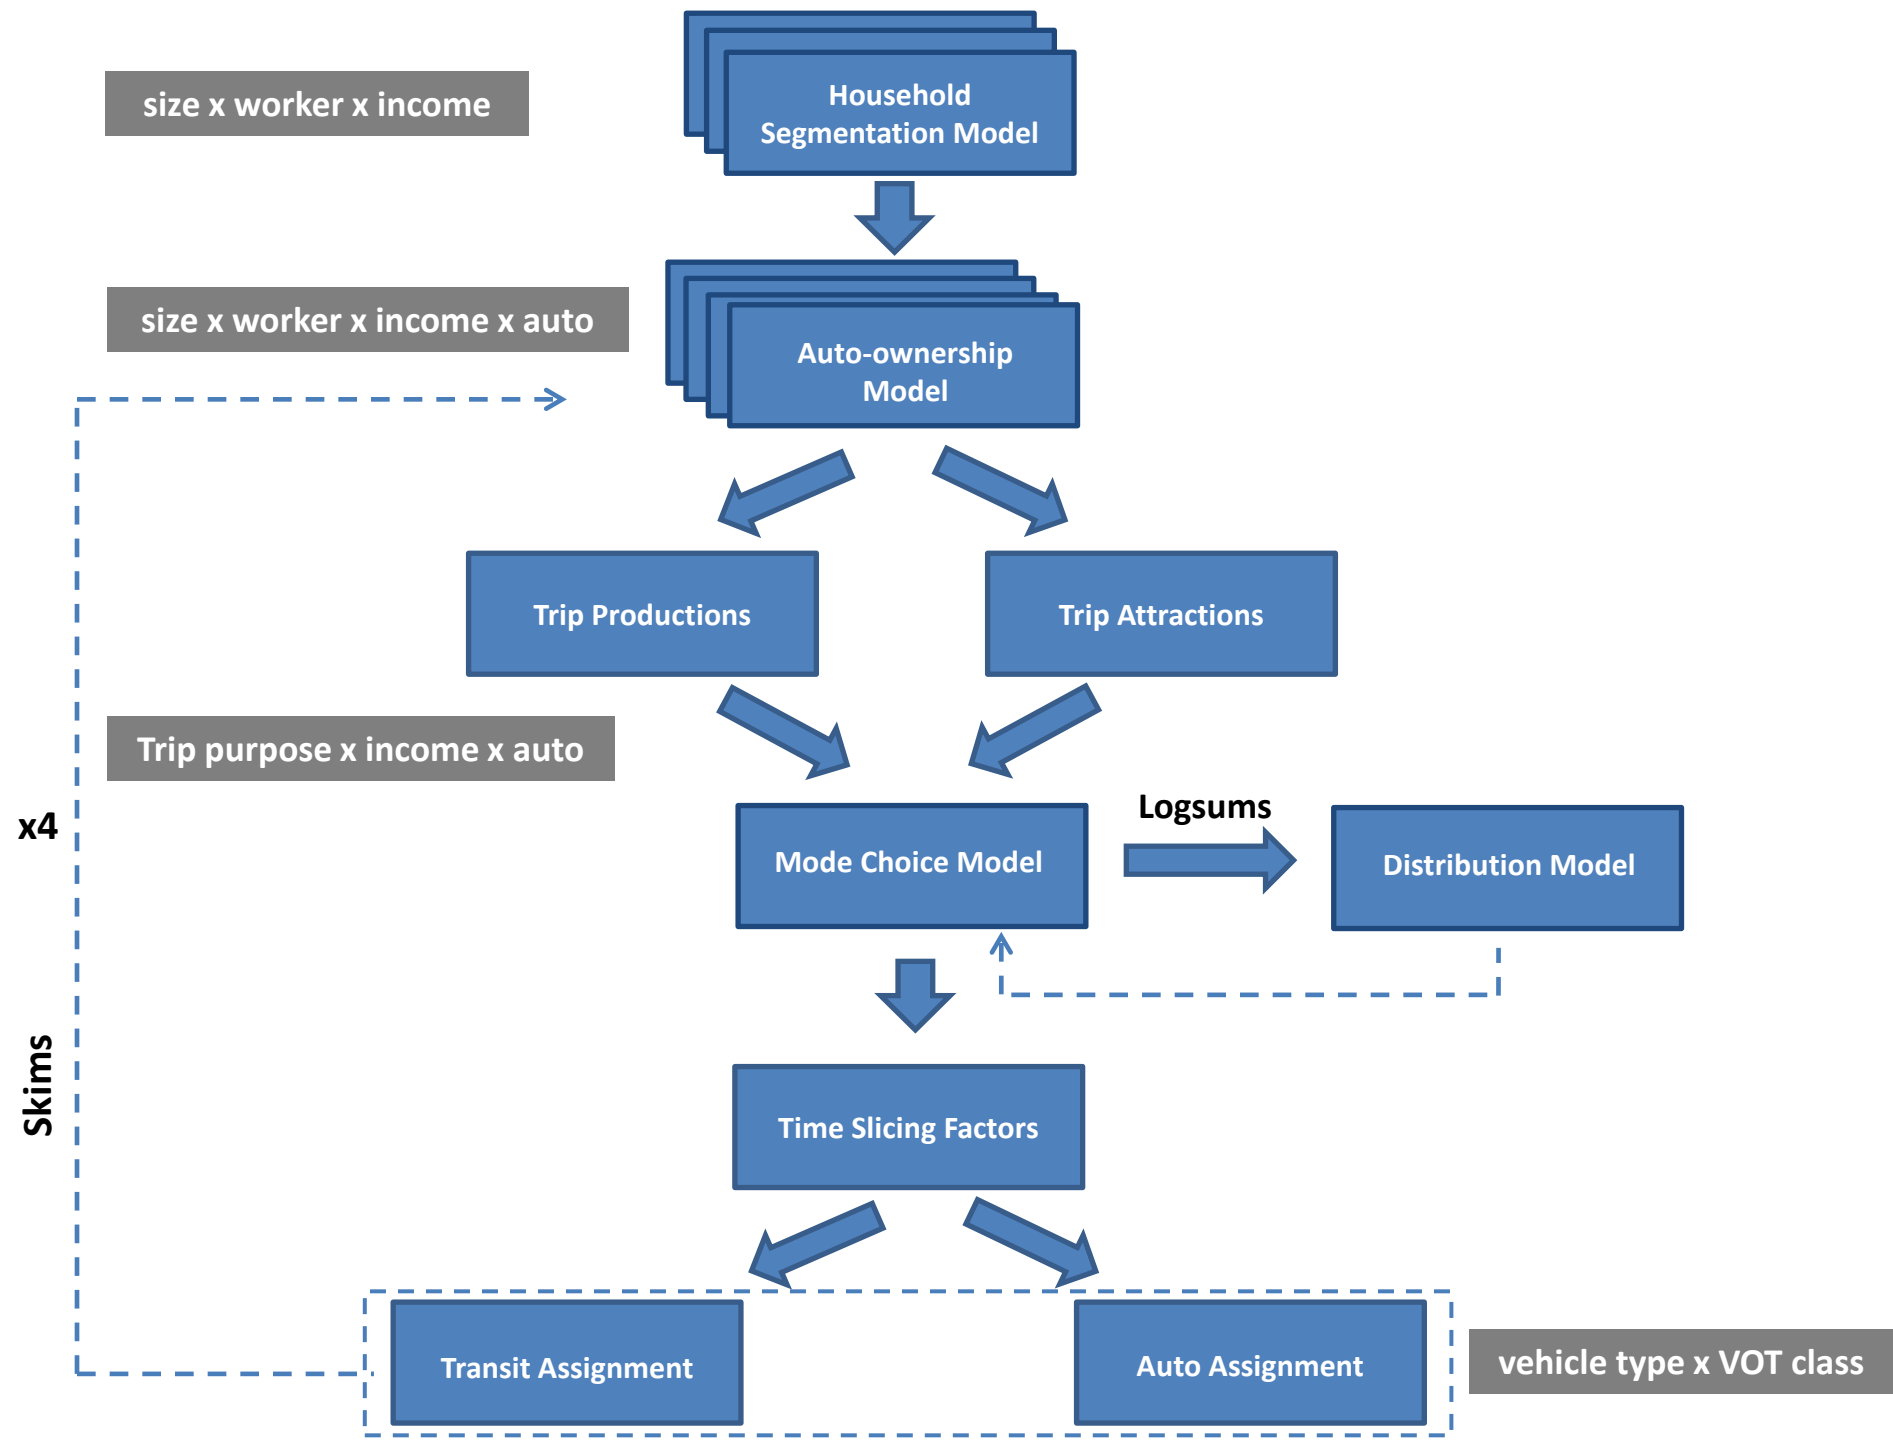 size x worker x income
Household
Segmentation Model
size x worker x income x auto
Auto-ownership
Model
Trip Productions
Trip Attractions
Trip purpose x income x auto
x4
Logsums
Mode Choice Model
Distribution Model
Skims
Time Slicing Factors
Transit Assignment
Auto Assignment
vehicle type x VOT class